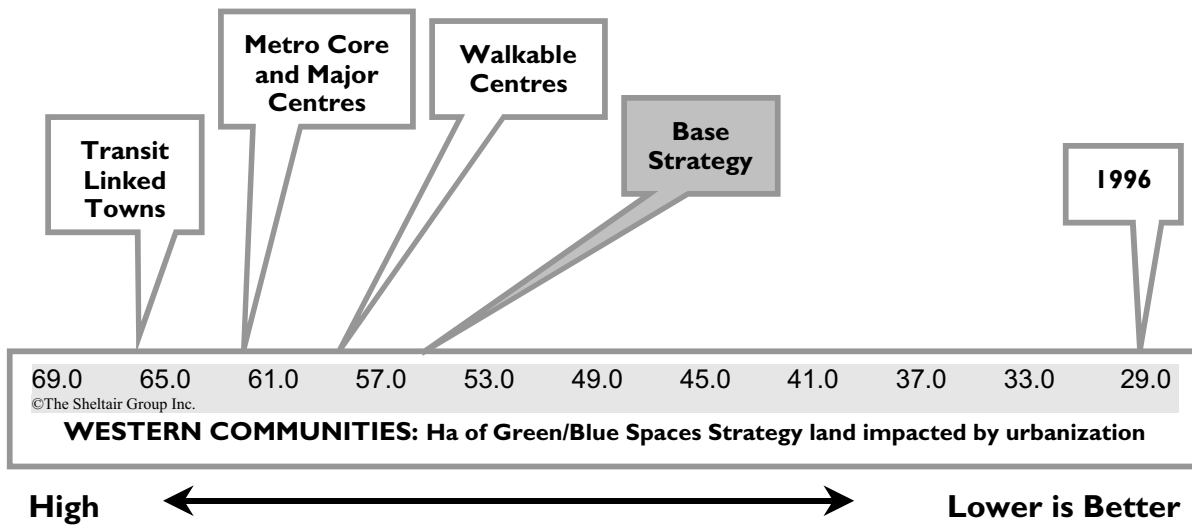 Transit
Linked
Towns
Metro Core
and Major
Centres
Walkable
Centres
Base
Strategy
1996
69.0 65.0 61.0 57.0 53.0 49.0 45.0 41.0 37.0 33.0 29.0
©The Sheltair Group Inc.
WESTERN COMMUNITIES: Ha of Green/Blue Spaces Strategy land impacted by urbanization
High Lower is Better